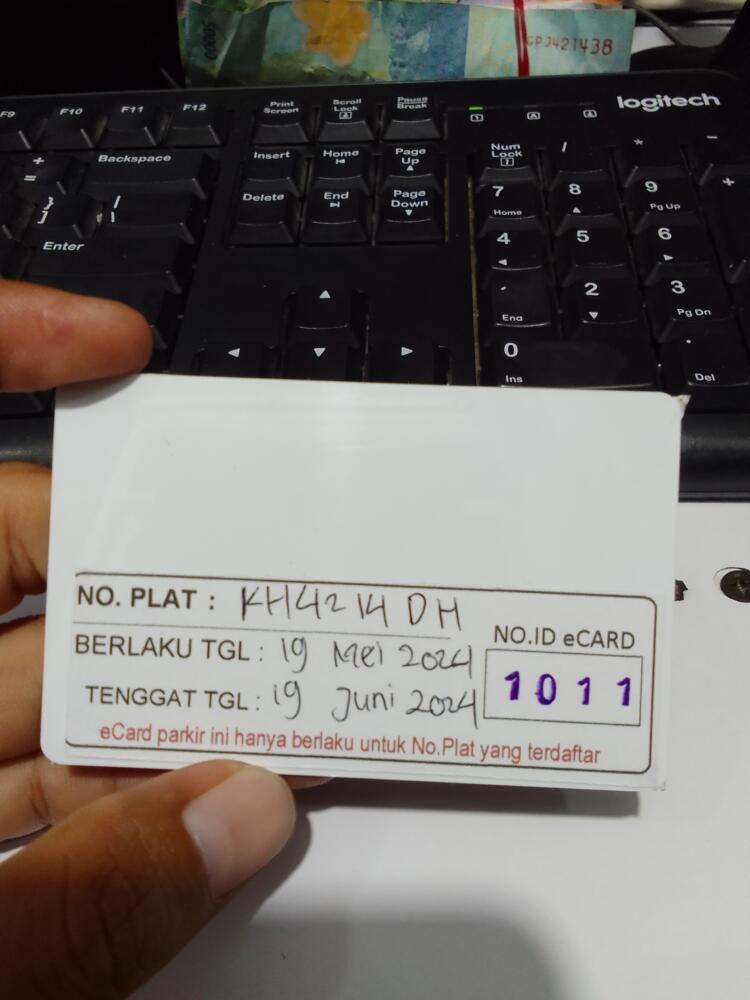 50000
GPJ421438
logitech
F9 F10 F11 F12 Print Screen Scroll Lock Pause Break
1 A
+ = Backspace Insert Home Page Up Num Lock / * -
} ] | \ Delete End Page Down 7 Home 8 9 Pg Up +
Enter 4 5 6
End 2 3 Pg Dn
0 Ins . Del
NO. PLAT : KH4214 DH
BERLAKU TGL : 19 Mei 2024
NO.ID eCARD
TENGGAT TGL : 19 Juni 2024
1011
eCard parkir ini hanya berlaku untuk No.Plat yang terdaftar